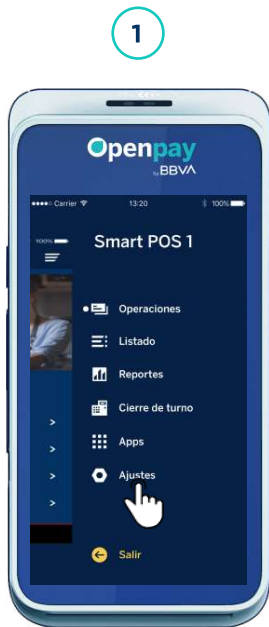 1
Openpay
by BBVA
Carrier 13:20 100%
100%
Smart POS 1
Operaciones
Listado
Reportes
Cierre de turno
Apps
Ajustes
Salir